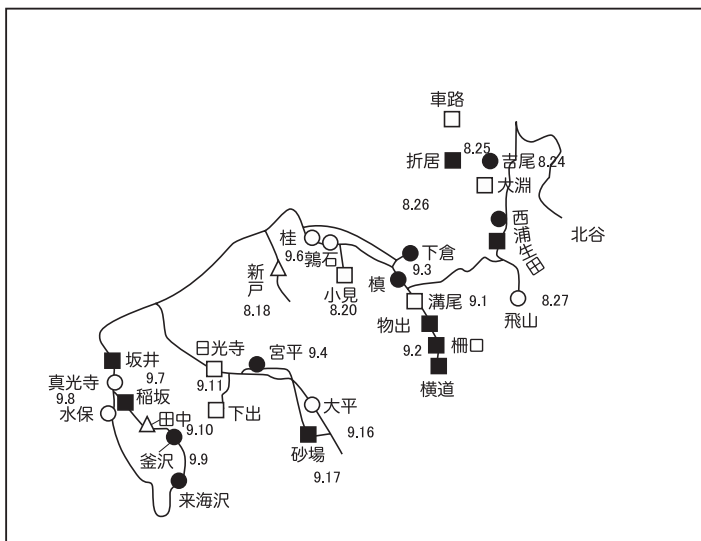 車路
8.25
折居
吉尾 8.24
大淵
8.26
西浦生田
北谷
桂
9.6
鶉石
下倉
9.3
槙
新戸
8.18
小見
8.20
溝尾 9.1
飛山
8.27
物出
9.2
柵口
横道
日光寺
宮平 9.4
坂井
9.7
真光寺
9.8
稲坂
9.11
下出
大平
水保
田中
9.10
9.16
釜沢
9.9
砂場
9.17
来海沢